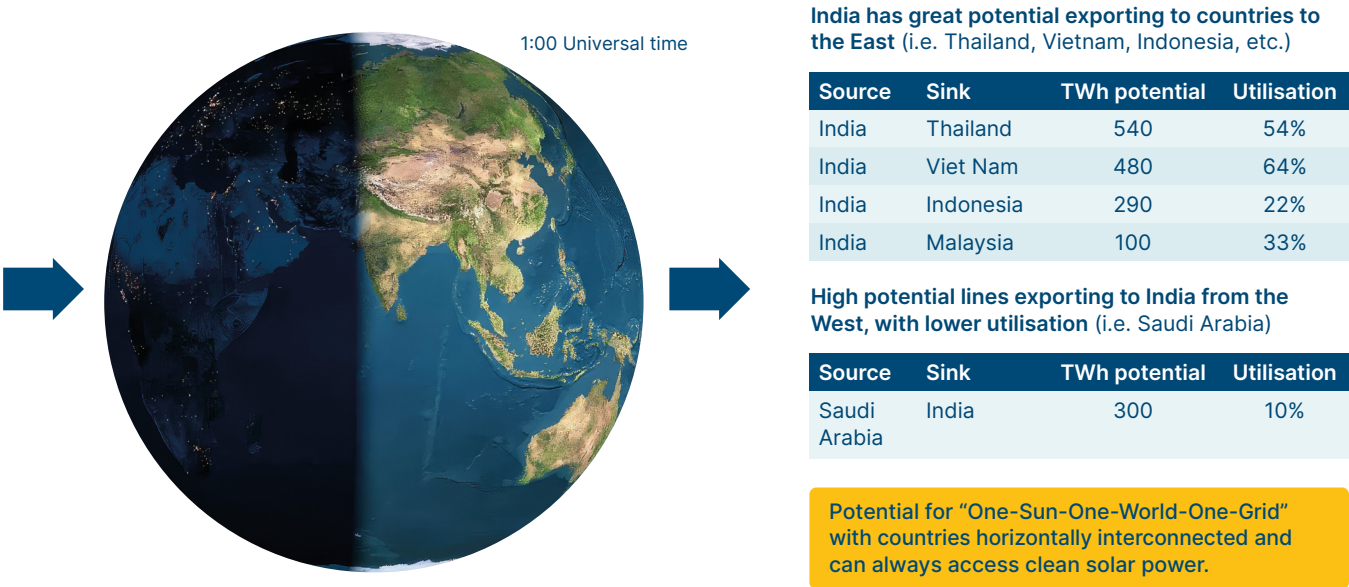 1:00 Universal time
India has great potential exporting to countries to
the East (i.e. Thailand, Vietnam, Indonesia, etc.)
Source Sink TWh potential Utilisation
India Thailand 540 54%
India Viet Nam 480 64%
India Indonesia 290 22%
India Malaysia 100 33%
High potential lines exporting to India from the
West, with lower utilisation (i.e. Saudi Arabia)
Source Sink TWh potential Utilisation
Saudi India 300 10%
Arabia
Potential for “One-Sun-One-World-One-Grid”
with countries horizontally interconnected and
can always access clean solar power.